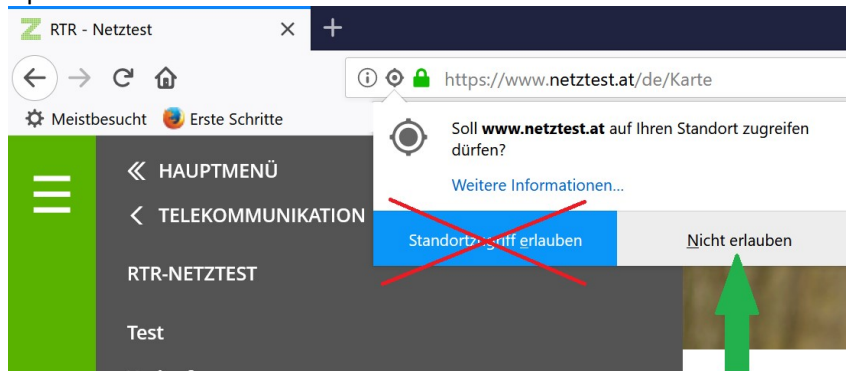 RTR - Netztest
https://www.netztest.at/de/Karte
Meistbesucht Erste Schritte
Soll www.netztest.at auf Ihren Standort zugreifen
dürfen?
Weitere Informationen...
Standortzugriff erlauben
Nicht erlauben
HAUPTMENÜ
TELEKOMMUNIKATION
RTR-NETZTEST
Test